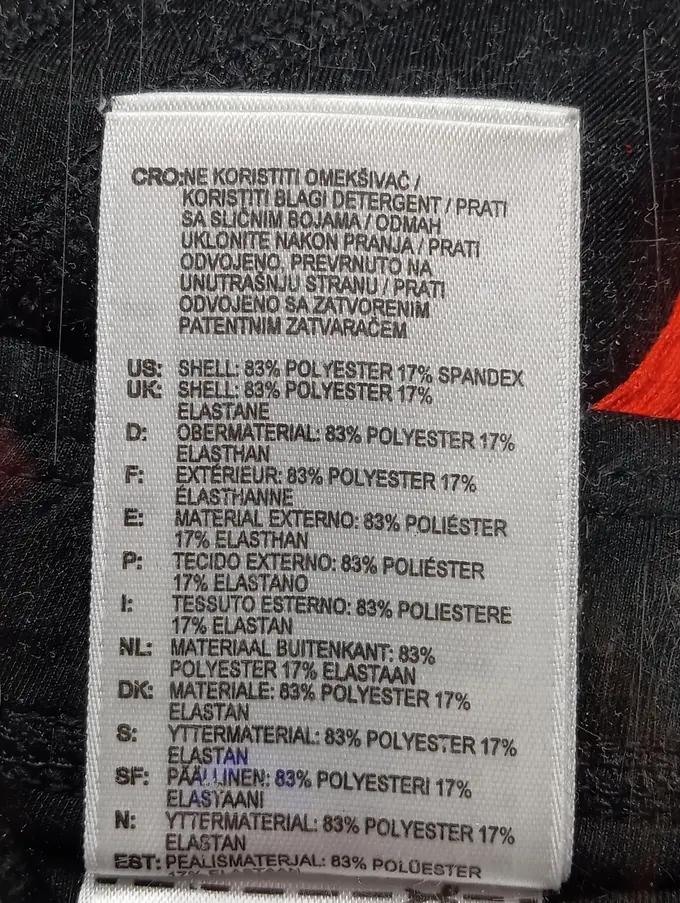 CRO:NE KORISTITI OMEKŠIVAČ /
KORISTITI BLAGI DETERGENT / PRATI
SA SLIČNIM BOJAMA / ODMAH
UKLONITE NAKON PRANJA / PRATI
ODVOJENO, PREVRNUTO NA
UNUTRAŠNJU STRANU / PRATI
ODVOJENO SA ZATVORENIM
PATENTNIM ZATVARAČEM
US: SHELL: 83% POLYESTER 17% SPANDEX
UK: SHELL: 83% POLYESTER 17%
ELASTANE
D: OBERMATERIAL: 83% POLYESTER 17%
ELASTHAN
F: EXTÉRIEUR: 83% POLYESTER 17%
ÉLASTHANNE
E: MATERIAL EXTERNO: 83% POLIÉSTER
17% ELASTHAN
P: TECIDO EXTERNO: 83% POLIÉSTER
17% ELASTANO
I: TESSUTO ESTERNO: 83% POLIESTERE
17% ELASTAN
NL: MATERIAAL BUITENKANT: 83%
POLYESTER 17% ELASTAAN
DK: MATERIALE: 83% POLYESTER 17%
ELASTAN
S: YTTERMATERIAL: 83% POLYESTER 17%
ELASTAN
SF: PÄÄLLINEN: 83% POLYESTERI 17%
ELASTAANI
N: YTTERMATERIAL: 83% POLYESTER 17%
ELASTAN
EST: PEALISMATERJAL: 83% POLÜESTER
17% ELASTAAN